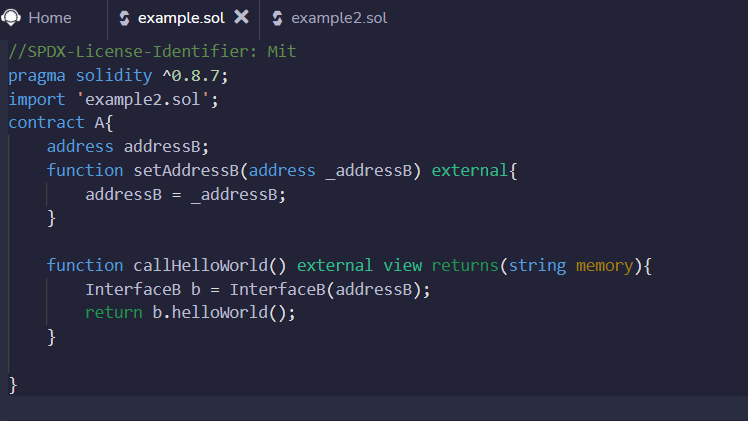 Home example.sol example2.sol
//SPDX-License-Identifier: Mit
pragma solidity ^0.8.7;
import 'example2.sol';
contract A{
    address addressB;
    function setAddressB(address _addressB) external{
        addressB = _addressB;
    }
    function callHelloWorld() external view returns(string memory){
        InterfaceB b = InterfaceB(addressB);
        return b.helloWorld();
    }
}